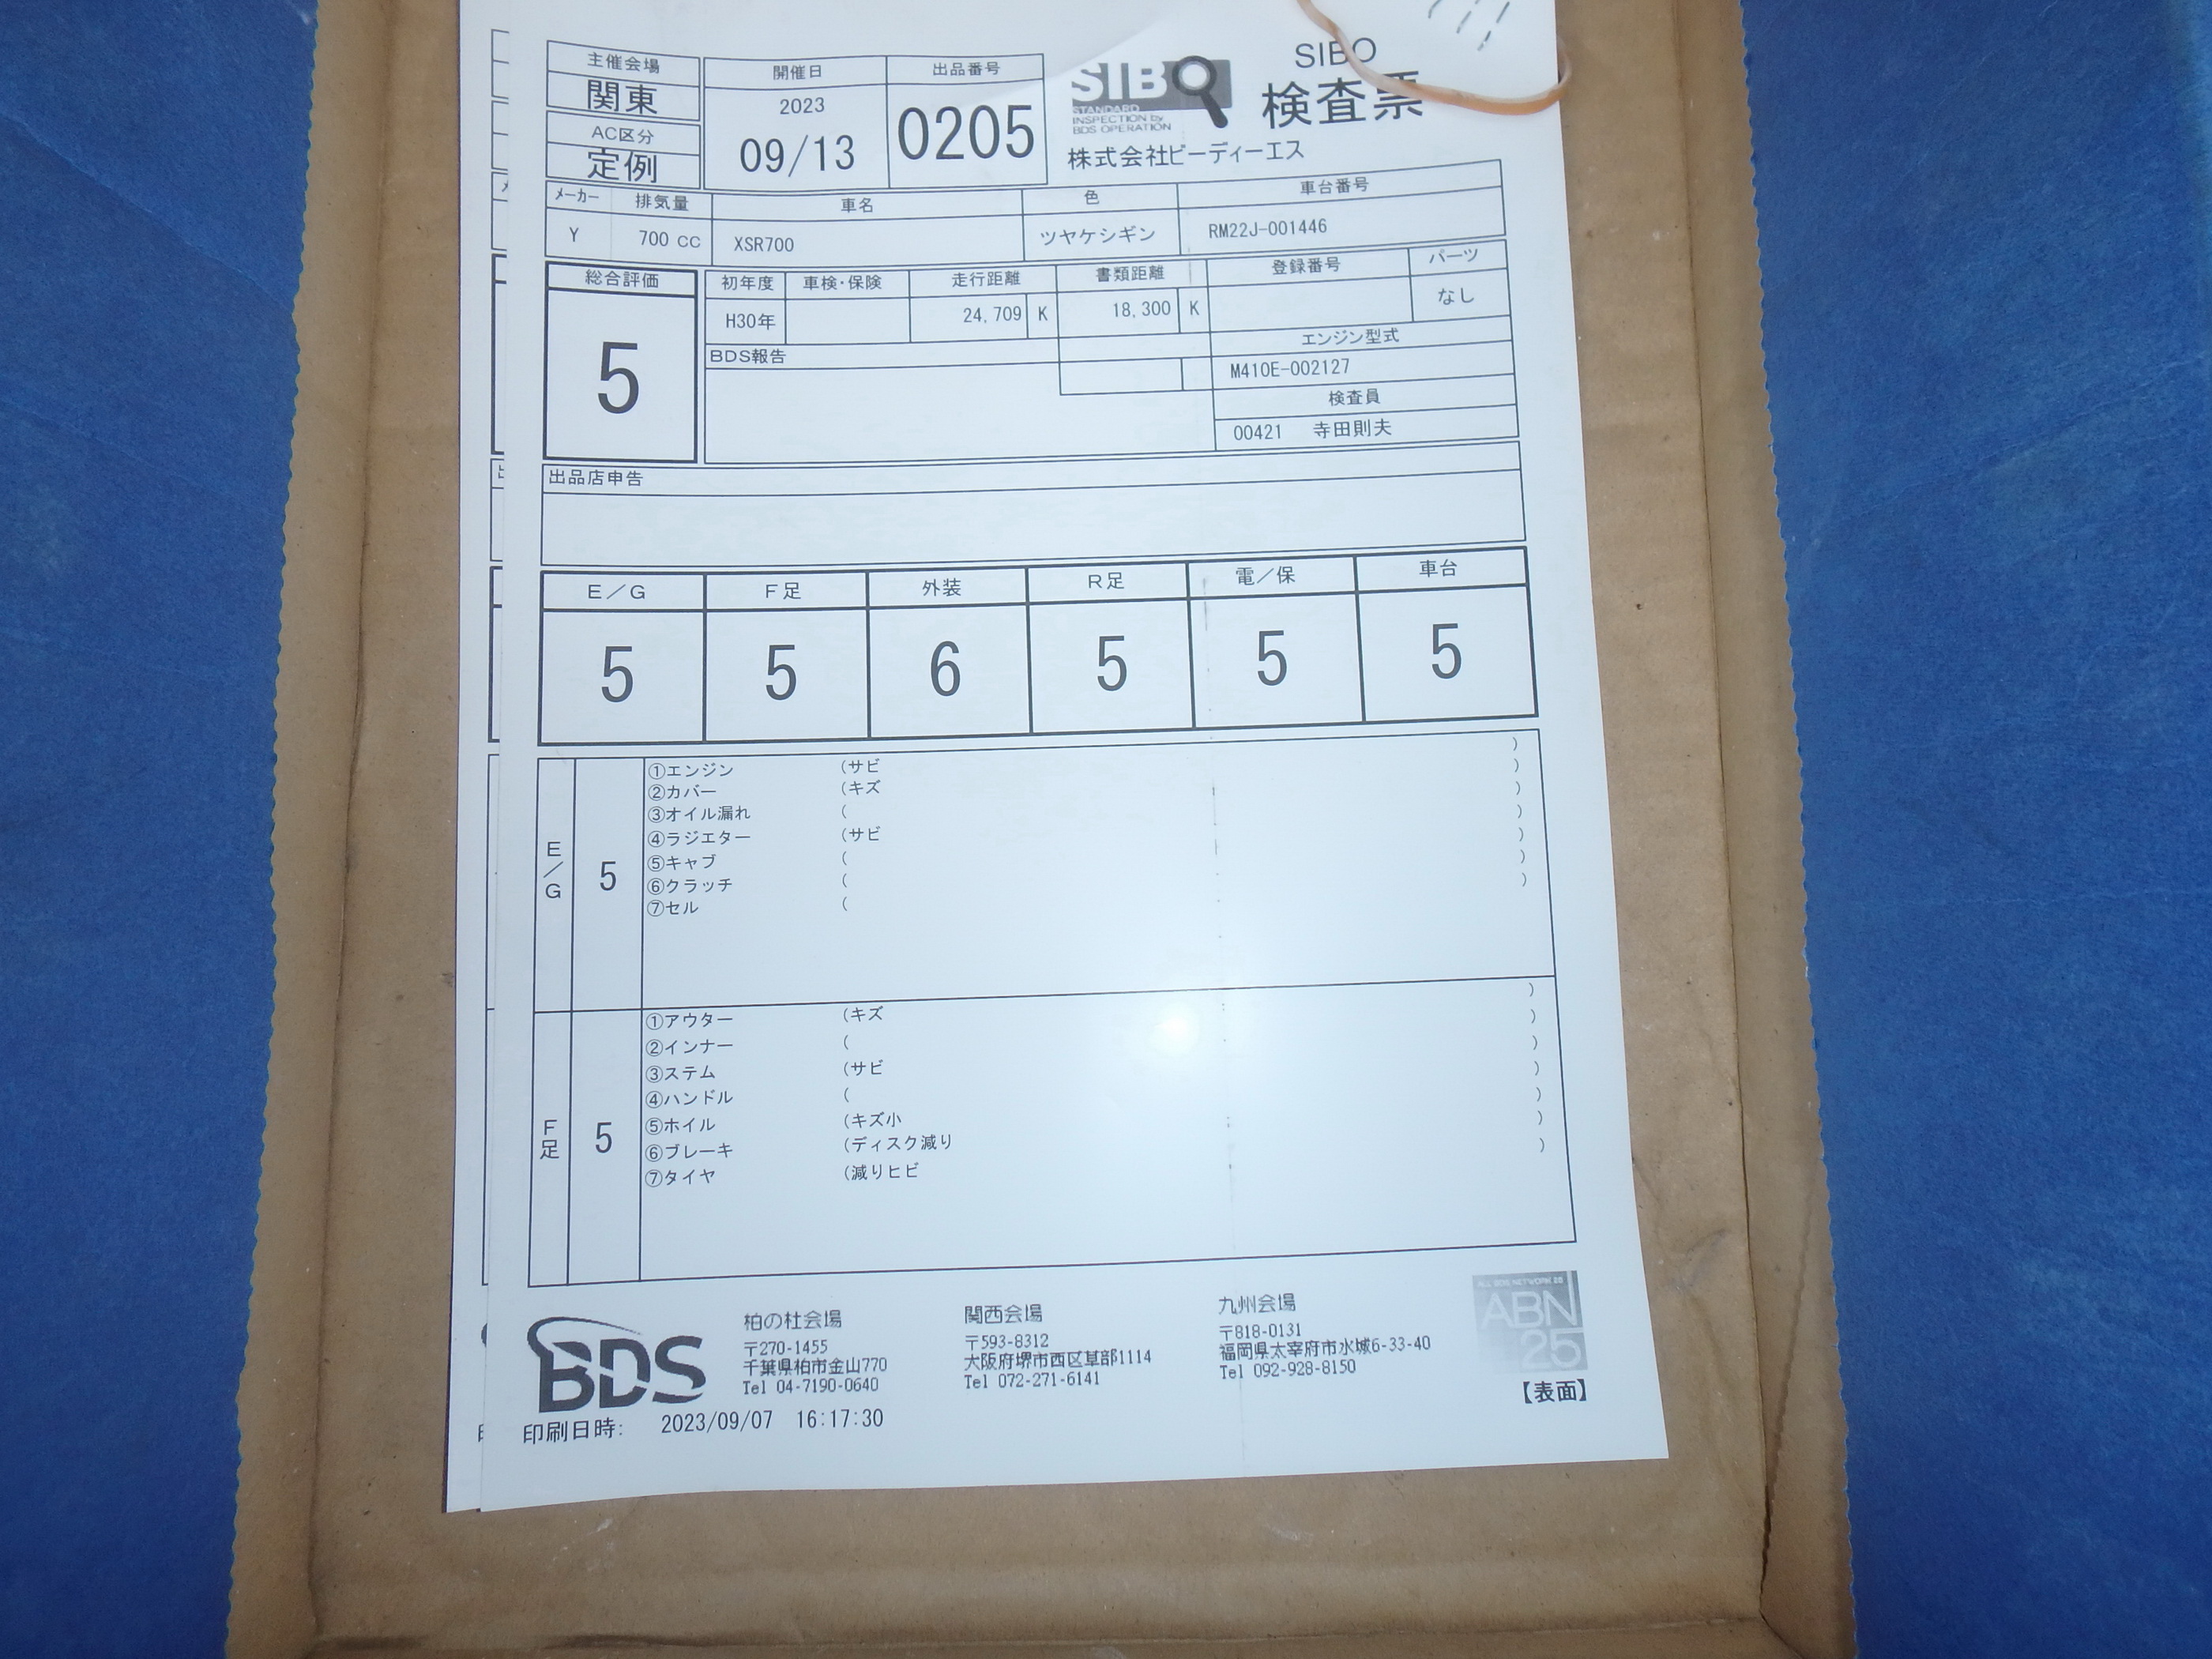 主催会場
関東
AC区分
定例
開催日
2023
09/13
出品番号
0205
SIBO
STANDARD
INSPECTION by
BDS OPERATION
SIBO
検査票
株式会社ビーディーエス
メーカー 排気量 車名 色 車台番号
Y 700 CC XSR700 ツヤケシギン RM22J-001446
総合評価
5
初年度 車検・保険 走行距離 書類距離 登録番号 パーツ
H30年 24,709 K 18,300 K なし
BDS報告
エンジン型式
M410E-002127
検査員
00421 寺田則夫
出品店申告
E/G F足 外装 R足 電/保 車台
5 5 6 5 5 5
E/G
5
①エンジン (サビ )
②カバー (キズ )
③オイル漏れ ( )
④ラジエター (サビ )
⑤キャブ ( )
⑥クラッチ ( )
⑦セル ( )
F足
5
①アウター (キズ )
②インナー ( )
③ステム (サビ )
④ハンドル ( )
⑤ホイル (キズ小 )
⑥ブレーキ (ディスク減り )
⑦タイヤ (減りヒビ )
BDS
柏の杜会場
〒270-1455
千葉県柏市金山770
Tel 04-7190-0640
関西会場
〒593-8312
大阪府堺市西区草部1114
Tel 072-271-6141
九州会場
〒818-0131
福岡県太宰府市水城6-33-40
Tel 092-928-8150
ALL BDS NETWORK 25
ABN
25
【表面】
印刷日時: 2023/09/07 16:17:30